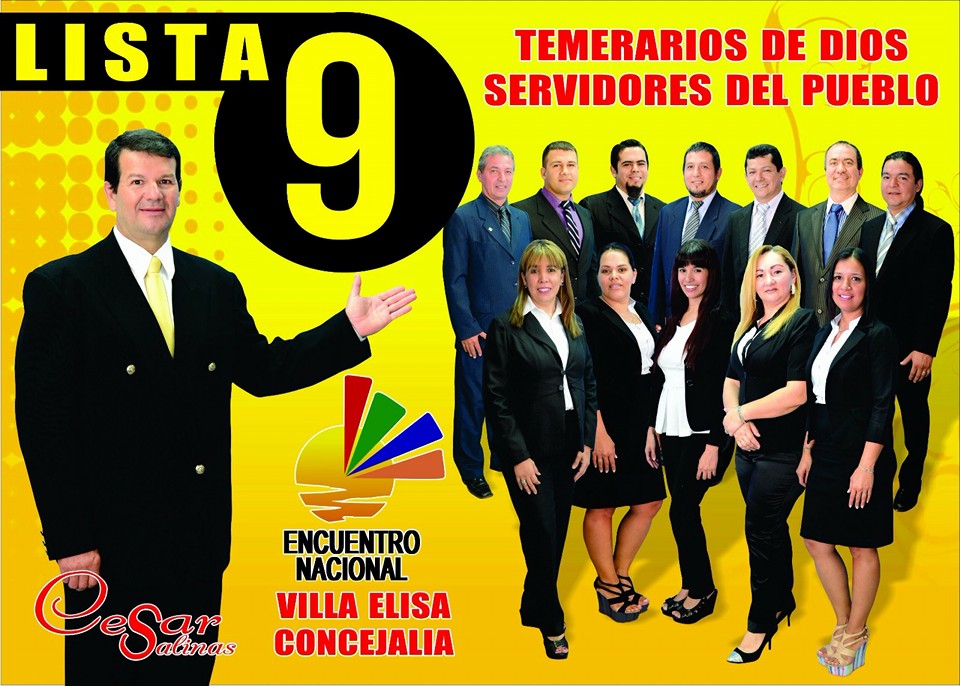 LISTA
9
TEMERARIOS DE DIOS
SERVIDORES DEL PUEBLO
ENCUENTRO
NACIONAL
VILLA ELISA
CONCEJALIA
Cesar
Salinas